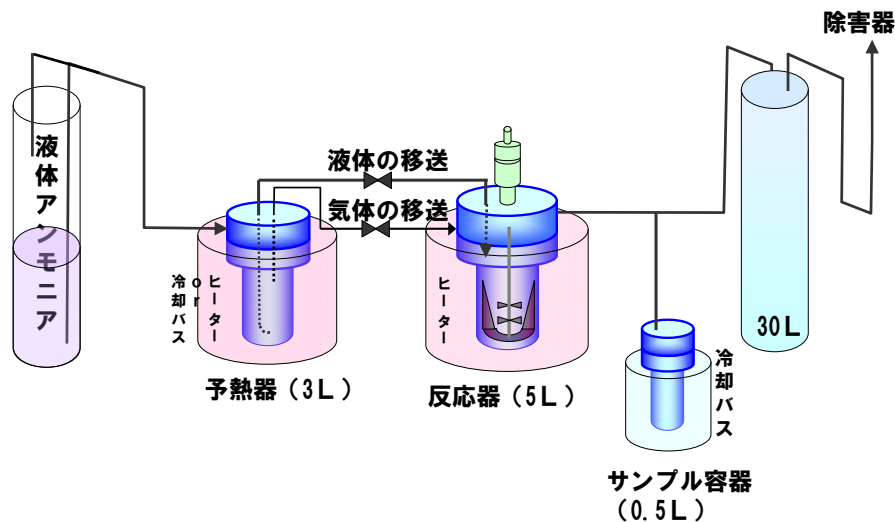 除害器
液体アンモニア
液体の移送
気体の移送
ヒーター
or
冷却バス
ヒーター
予熱器(3L)
反応器(5L)
30L
冷却バス
サンプル容器
(0.5L)